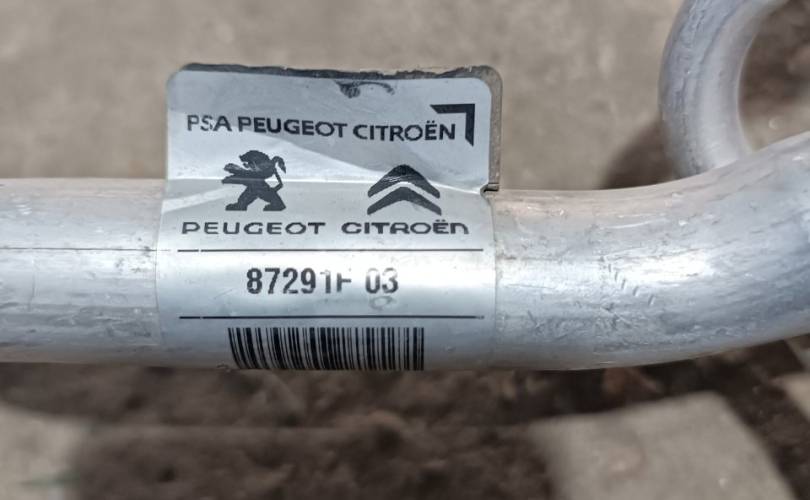 PSA PEUGEOT CITROËN
PEUGEOT CITROËN
87291F 03